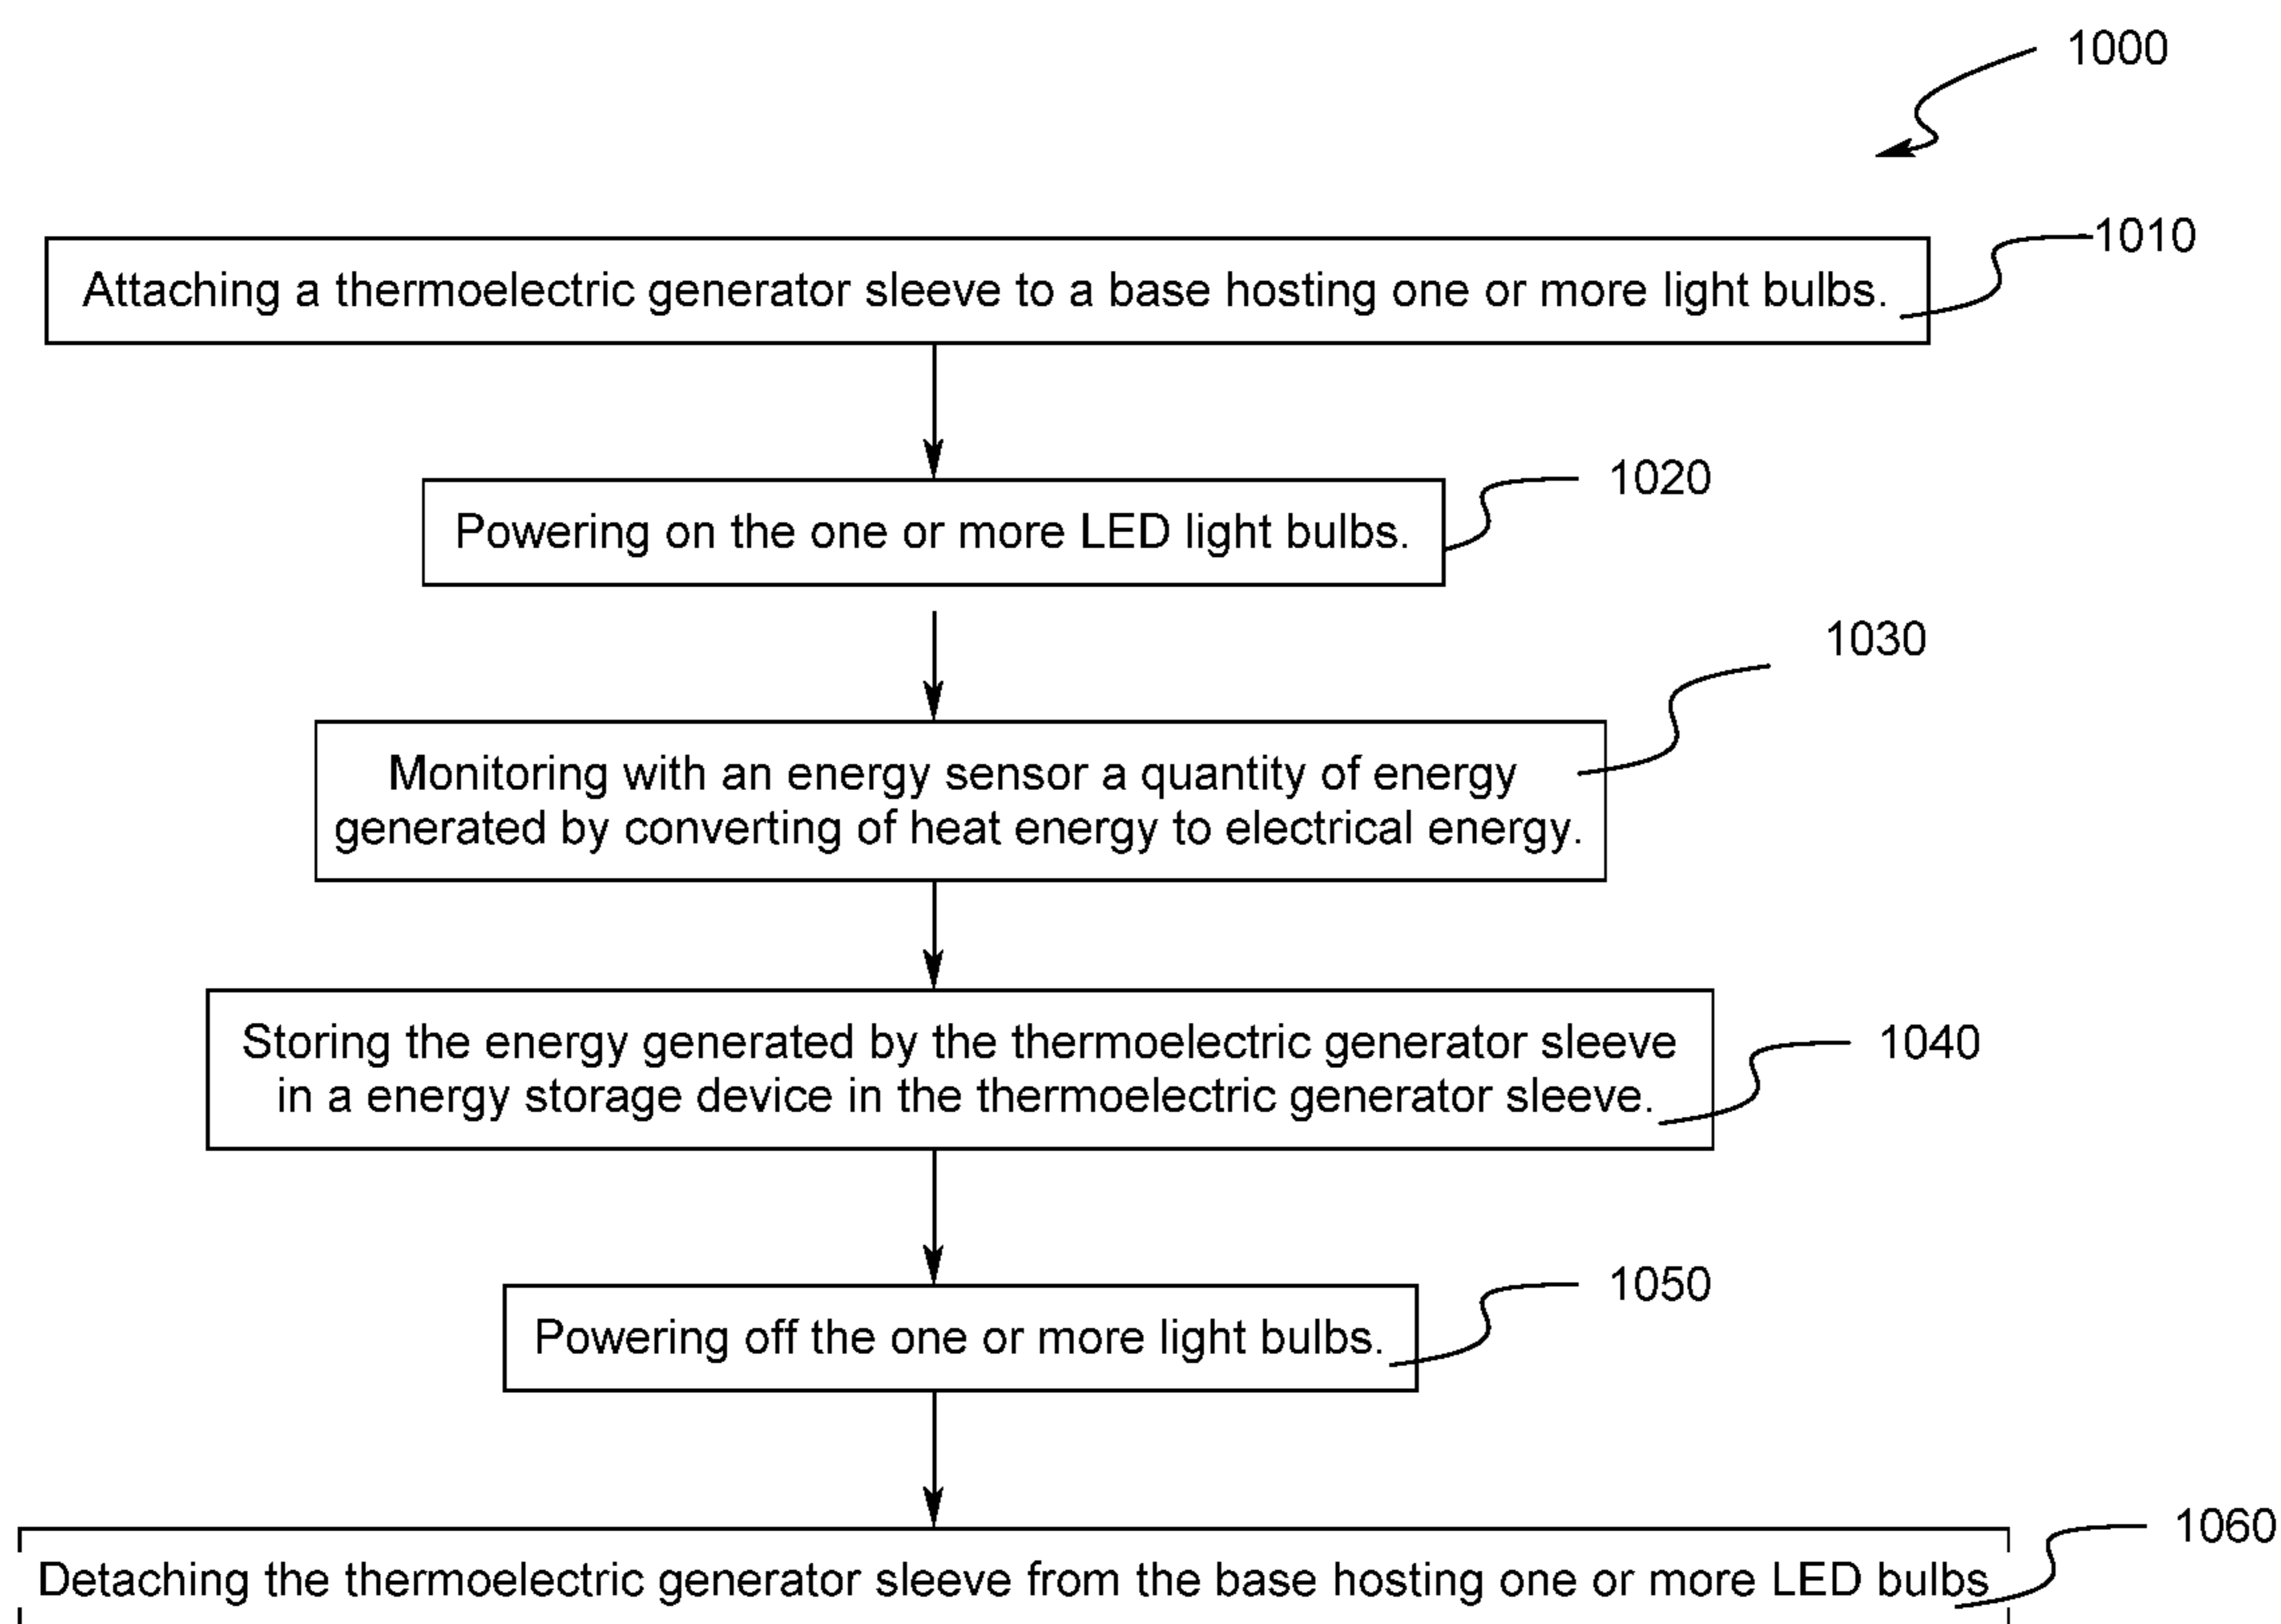 1000
1010
Attaching a thermoelectric generator sleeve to a base hosting one or more light bulbs.
1020
Powering on the one or more LED light bulbs.
1030
Monitoring with an energy sensor a quantity of energy
generated by converting of heat energy to electrical energy.
1040
Storing the energy generated by the thermoelectric generator sleeve
in a energy storage device in the thermoelectric generator sleeve.
1050
Powering off the one or more light bulbs.
1060
Detaching the thermoelectric generator sleeve from the base hosting one or more LED bulbs